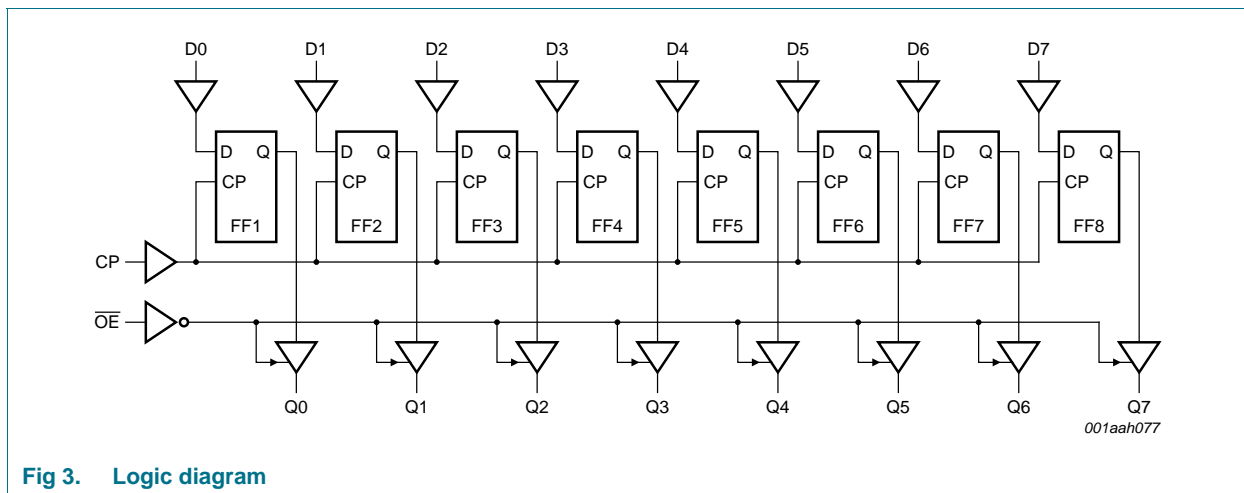 D0 D1 D2 D3 D4 D5 D6 D7
D Q D Q D Q D Q D Q D Q D Q D Q
CP CP CP CP CP CP CP CP
FF1 FF2 FF3 FF4 FF5 FF6 FF7 FF8
CP
OE
Q0 Q1 Q2 Q3 Q4 Q5 Q6 Q7
001aah077
Fig 3. Logic diagram